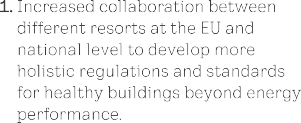 1. Increased collaboration between
different resorts at the EU and
national level to develop more
holistic regulations and standards
for healthy buildings beyond energy
performance.